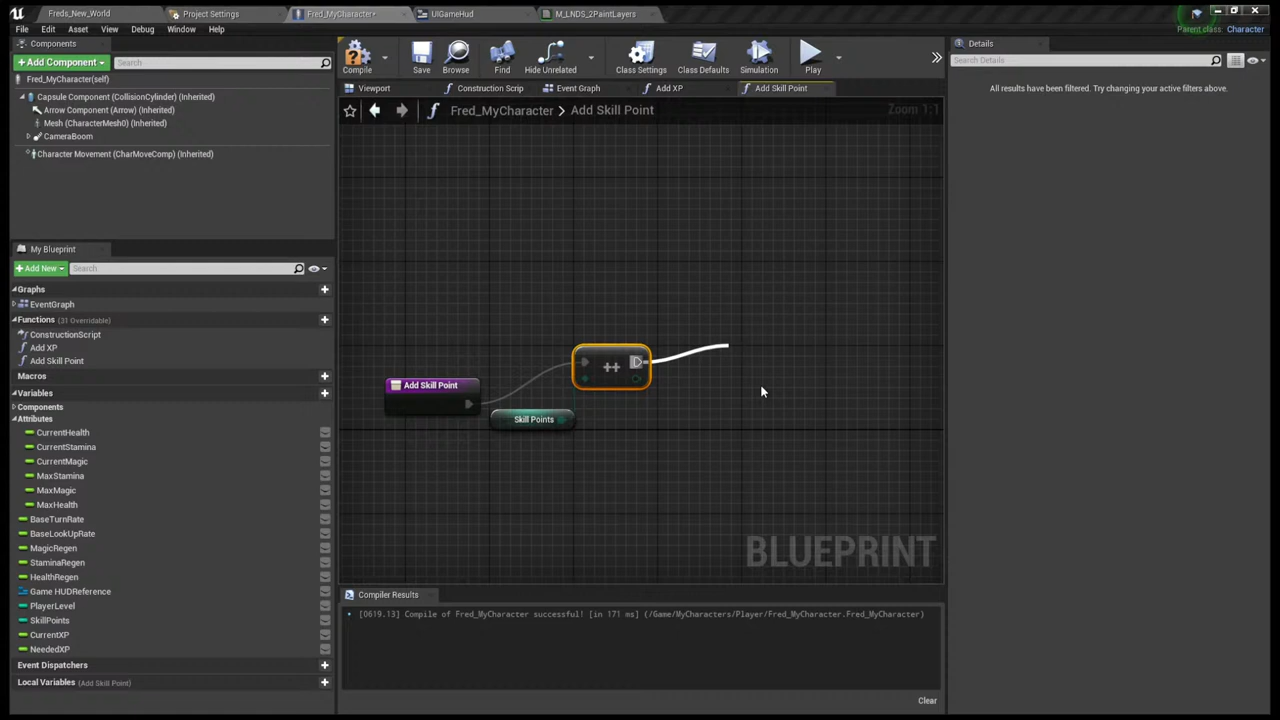 Freds_New_World
Project Settings
Fred_MyCharacter*
UIGameHud
M_LNDS_2PaintLayers
File Edit Asset View Debug Window Help
Parent class: Character
Components
+ Add Component
Search
Fred_MyCharacter(self)
Capsule Component (CollisionCylinder) (Inherited)
Arrow Component (Arrow) (Inherited)
Mesh (CharacterMesh0) (Inherited)
CameraBoom
Character Movement (CharMoveComp) (Inherited)
Compile
Save
Browse
Find
Hide Unrelated
Class Settings
Class Defaults
Simulation
Play
Viewport
Construction Scrip
Event Graph
Add XP
Add Skill Point
Fred_MyCharacter > Add Skill Point
Zoom 1:1
Add Skill Point
++
Skill Points
BLUEPRINT
Details
Search Details
All results have been filtered. Try changing your active filters above.
My Blueprint
+Add New
Search
Graphs
EventGraph
Functions (31 Overridable)
ConstructionScript
Add XP
Add Skill Point
Macros
Variables
Components
Attributes
CurrentHealth
CurrentStamina
CurrentMagic
MaxStamina
MaxMagic
MaxHealth
BaseTurnRate
BaseLookUpRate
MagicRegen
StaminaRegen
HealthRegen
Game HUDReference
PlayerLevel
SkillPoints
CurrentXP
NeededXP
Event Dispatchers
Local Variables (Add Skill Point)
Compiler Results
[0619.13] Compile of Fred_MyCharacter successful! [in 171 ms] (/Game/MyCharacters/Player/Fred_MyCharacter.Fred_MyCharacter)
Clear